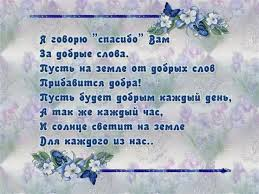 Я говорю "спасибо" Вам
За добрые слова.
Пусть на земле от добрых слов
Прибавится добра!
Пусть будет добрым каждый день,
А так же каждый час,
И солнце светит на земле
Для каждого из нас..